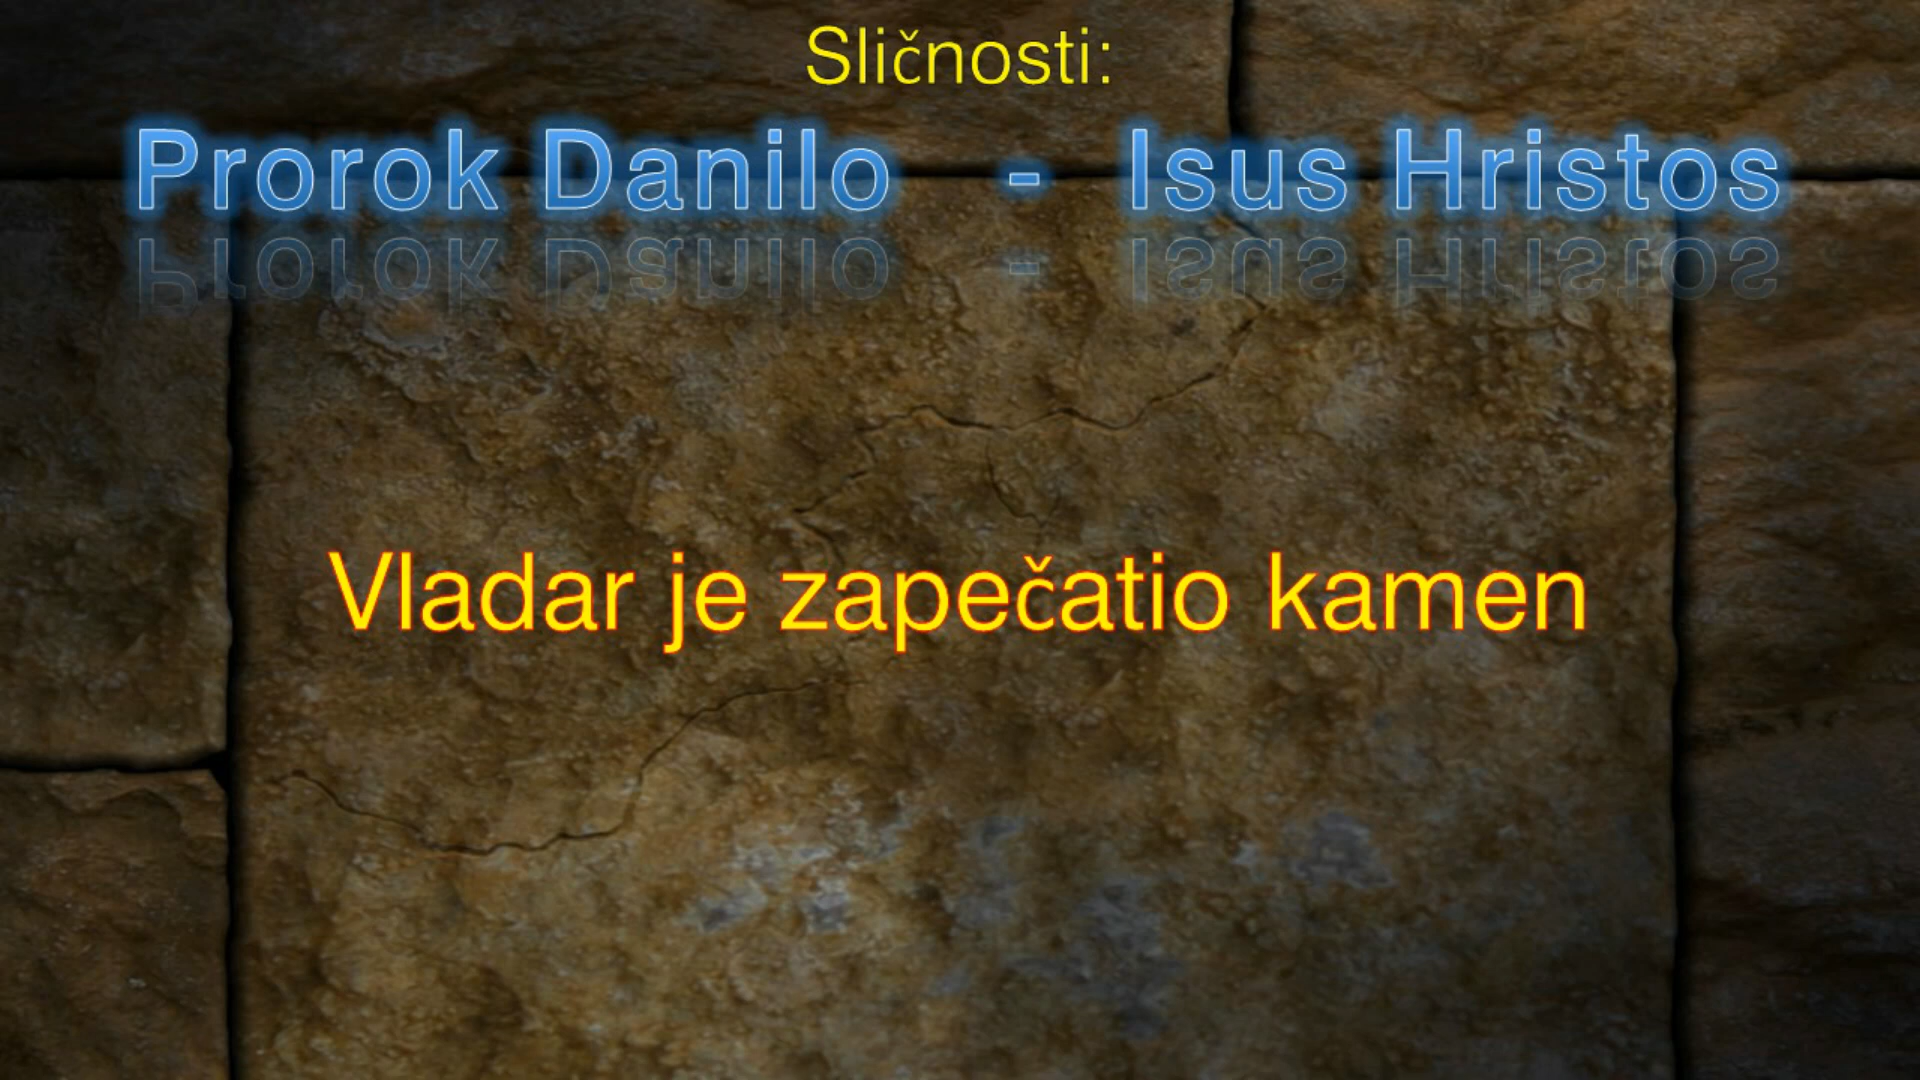 Sličnosti:
Prorok Danilo - Isus Hristos
Vladar je zapečatio kamen